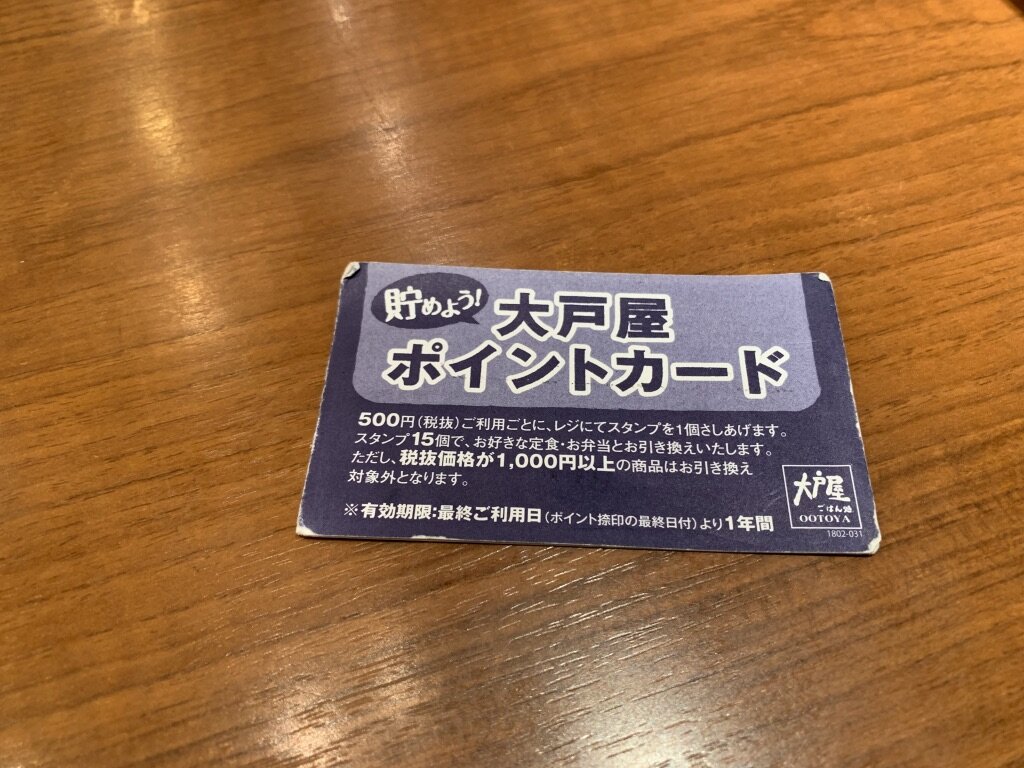 貯めよう!
大戸屋
ポイントカード
500円(税抜)ご利用ごとに、レジにてスタンプを1個さしあげます。
スタンプ15個で、お好きな定食・お弁当とお引き換えいたします。
ただし、税抜価格が1,000円以上の商品はお引き換え
対象外となります。
※有効期限:最終ご利用日(ポイント捺印の最終日付)より1年間
大戸屋
ごはん処
OOTOYA
1802-031